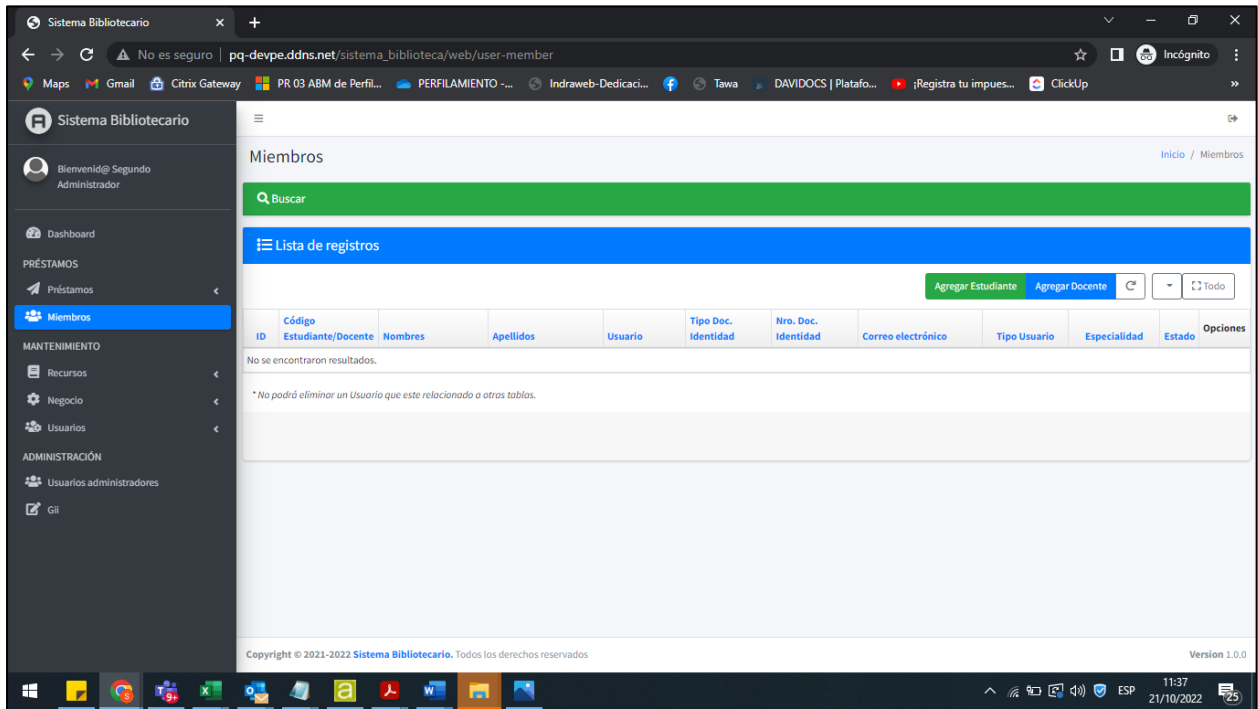 Sistema Bibliotecario
No es seguro | pq-devpe.ddns.net/sistema_biblioteca/web/user-member
Incógnito
Maps Gmail Citrix Gateway PR 03 ABM de Perfil... PERFILAMIENTO -... Indraweb-Dedicaci... Tawa DAVIDOCS | Platafo... ¡Registra tu impues... ClickUp »
Sistema Bibliotecario
Bienvenid@ Segundo
Administrador
Dashboard
PRÉSTAMOS
Préstamos
Miembros
MANTENIMIENTO
Recursos
Negocio
Usuarios
ADMINISTRACIÓN
Usuarios administradores
Gii
Miembros
Inicio / Miembros
Buscar
Lista de registros
Agregar Estudiante Agregar Docente Todo
ID Código Estudiante/Docente Nombres Apellidos Usuario Tipo Doc. Identidad Nro. Doc. Identidad Correo electrónico Tipo Usuario Especialidad Estado Opciones
No se encontraron resultados.
* No podrá eliminar un Usuario que este relacionado a otras tablas.
Copyright © 2021-2022 Sistema Bibliotecario. Todos los derechos reservados
Version 1.0.0
9+
ESP
11:37
21/10/2022
25